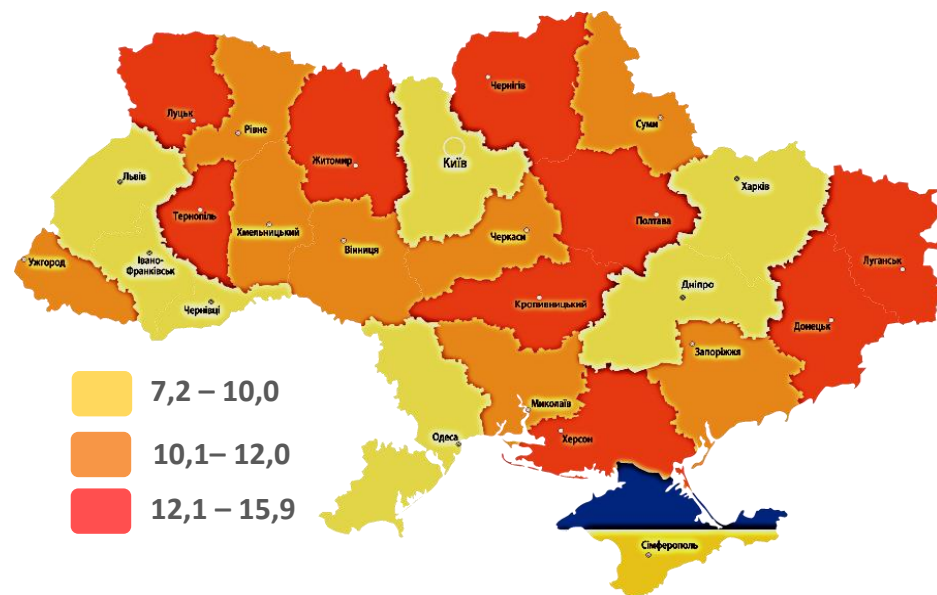 Чернігів
Луцьк
Рівне
Суми
Житомир
Київ
Львів
Харків
Тернопіль
Полтава
Хмельницький
Черкаси
Вінниця
Ужгород
Івано-
Франківськ
Луганськ
Чернівці
Дніпро
Кропивницький
Донецьк
Запоріжжя
7,2 – 10,0
Миколаїв
Одеса
Херсон
10,1– 12,0
12,1 – 15,9
Сімферополь